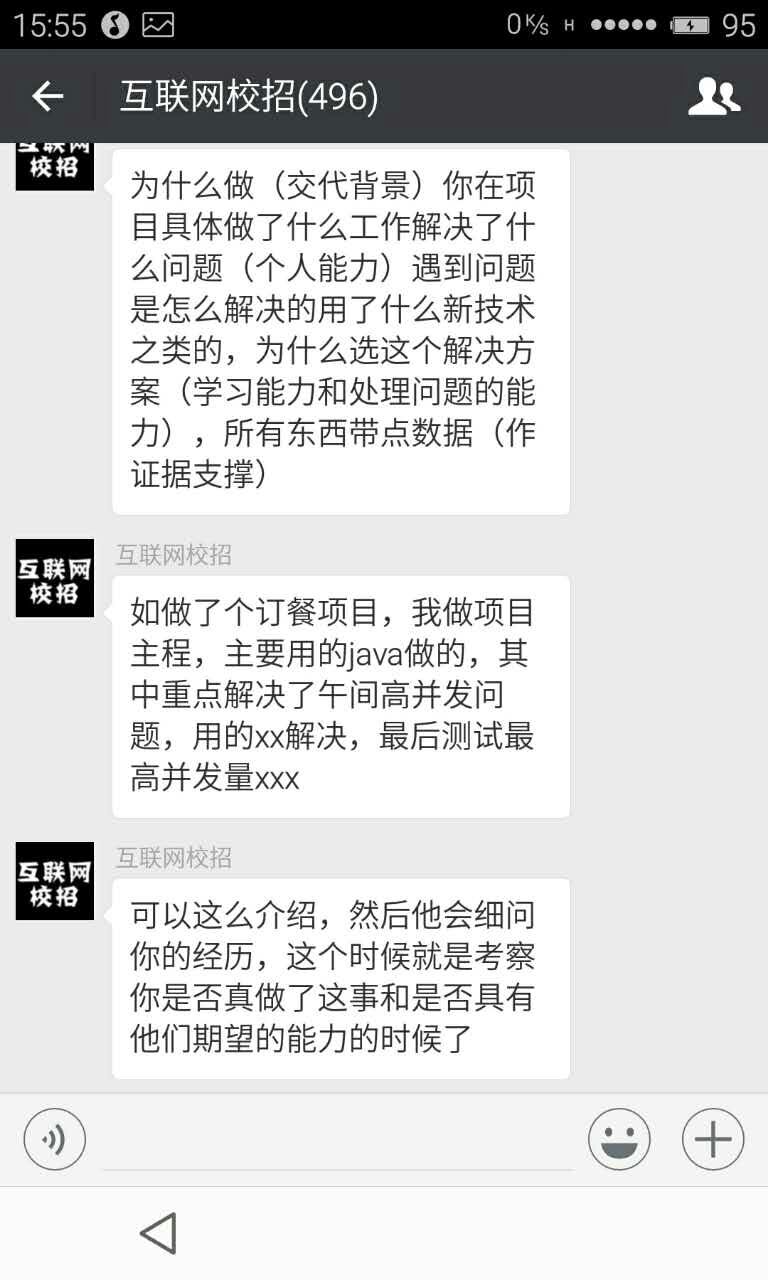 15:55
0 K/s H 95
互联网校招(496)
互联网
校招
为什么做（交代背景）你在项
目具体做了什么工作解决了什
么问题（个人能力）遇到问题
是怎么解决的用了什么新技术
之类的，为什么选这个解决方
案（学习能力和处理问题的能
力），所有东西带点数据（作
证据支撑）
互联网校招
互联网
校招
如做了个订餐项目，我做项目
主程，主要用的java做的，其
中重点解决了午间高并发问
题，用的xx解决，最后测试最
高并发量xxx
互联网校招
互联网
校招
可以这么介绍，然后他会细问
你的经历，这个时候就是考察
你是否真做了这事和是否具有
他们期望的能力的时候了